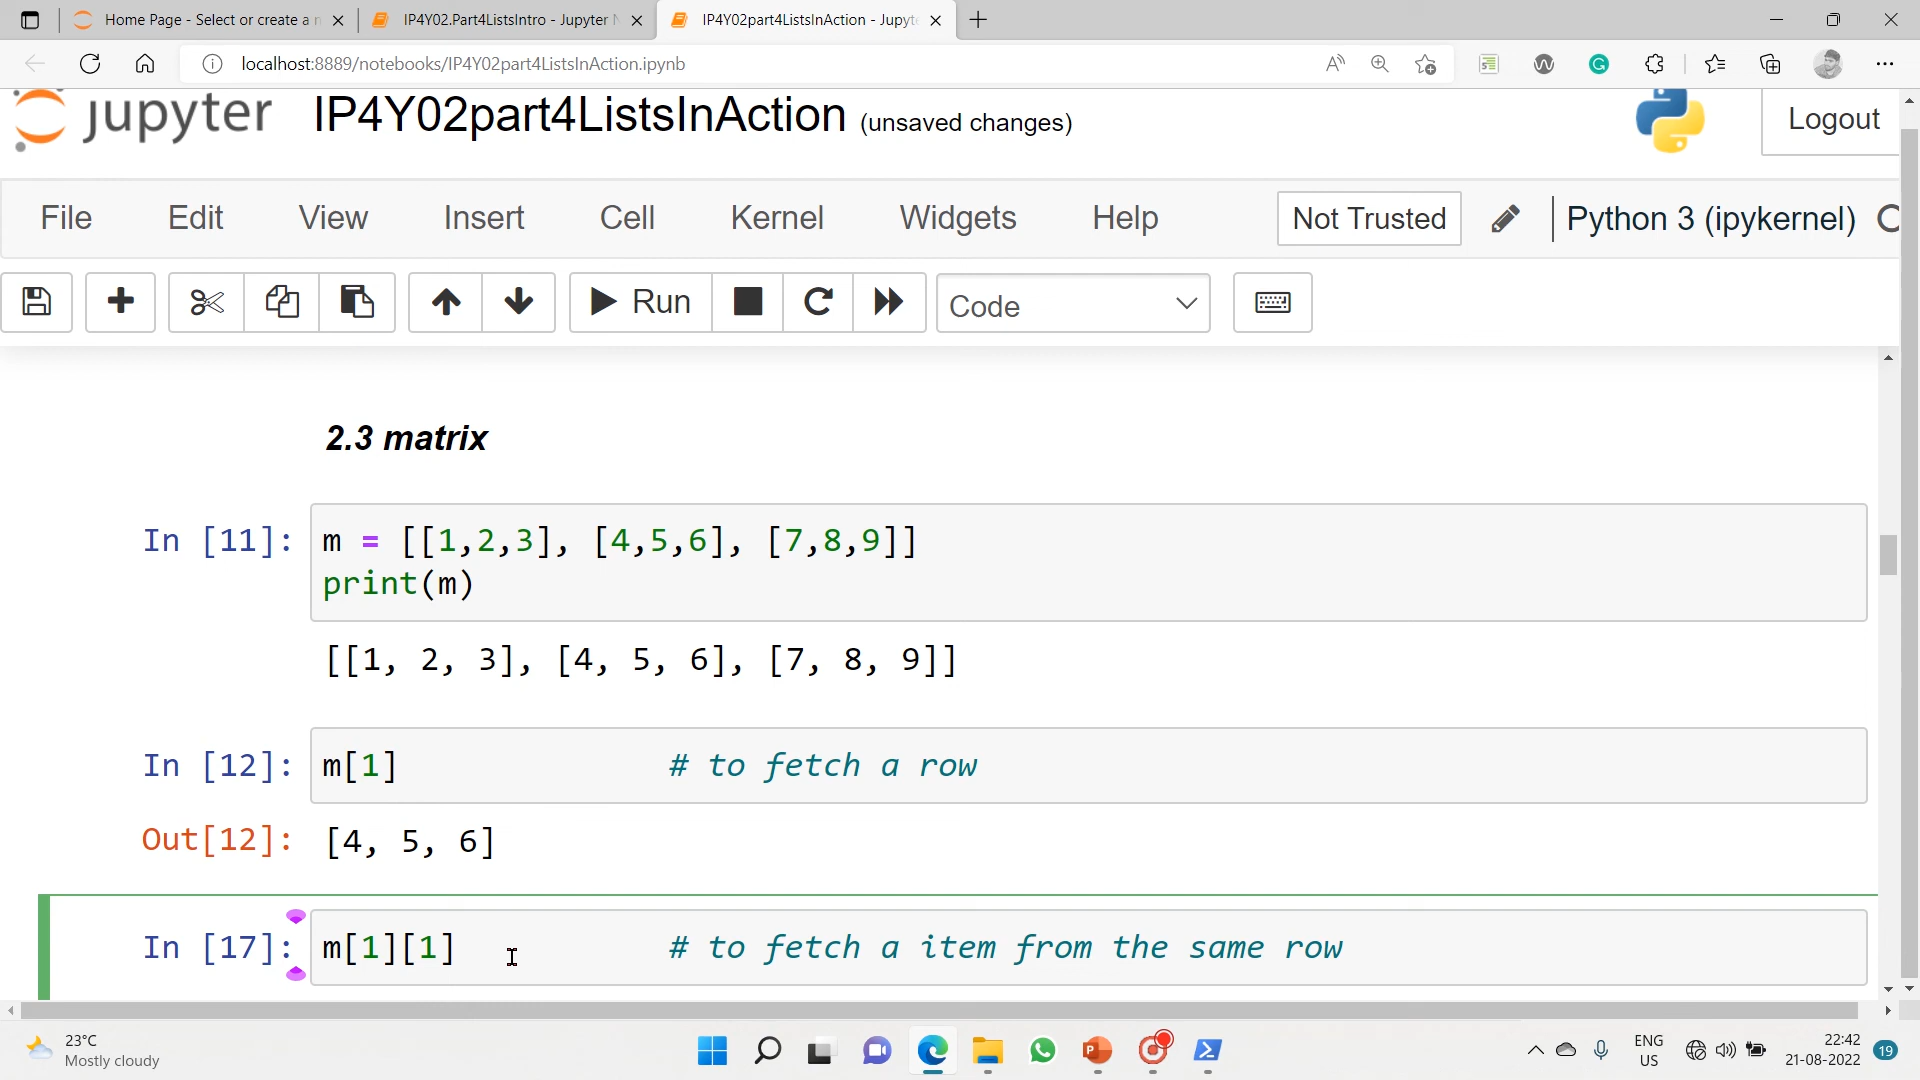 Home Page - Select or create a n
IP4Y02.Part4ListsIntro - Jupyter N
IP4Y02part4ListsInAction - Jupyte
localhost:8889/notebooks/IP4Y02part4ListsInAction.ipynb
jupyter IP4Y02part4ListsInAction (unsaved changes) Logout
File Edit View Insert Cell Kernel Widgets Help Not Trusted Python 3 (ipykernel)
Run Code
2.3 matrix
In [11]: m = [[1,2,3], [4,5,6], [7,8,9]]
print(m)
[[1, 2, 3], [4, 5, 6], [7, 8, 9]]
In [12]: m[1] # to fetch a row
Out[12]: [4, 5, 6]
In [17]: m[1][1] # to fetch a item from the same row
23°C
Mostly cloudy
ENG
US
22:42
21-08-2022
19